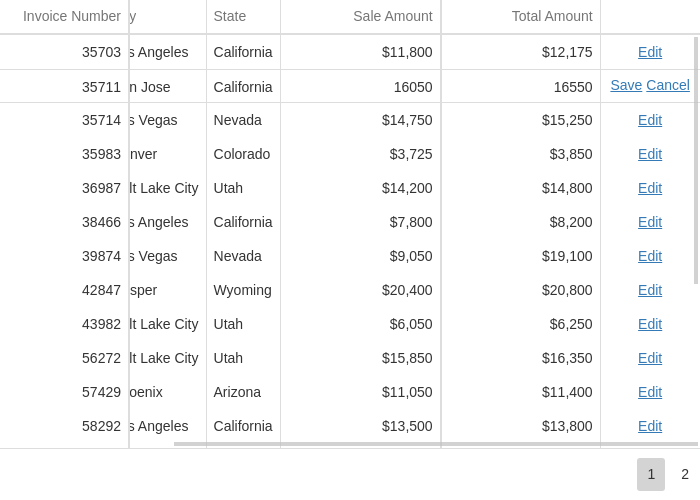 Invoice Number y State Sale Amount Total Amount
35703 s Angeles California $11,800 $12,175 Edit
35711 n Jose California 16050 16550 Save Cancel
35714 s Vegas Nevada $14,750 $15,250 Edit
35983 nver Colorado $3,725 $3,850 Edit
36987 lt Lake City Utah $14,200 $14,800 Edit
38466 s Angeles California $7,800 $8,200 Edit
39874 s Vegas Nevada $9,050 $19,100 Edit
42847 sper Wyoming $20,400 $20,800 Edit
43982 lt Lake City Utah $6,050 $6,250 Edit
56272 lt Lake City Utah $15,850 $16,350 Edit
57429 oenix Arizona $11,050 $11,400 Edit
58292 s Angeles California $13,500 $13,800 Edit
1 2